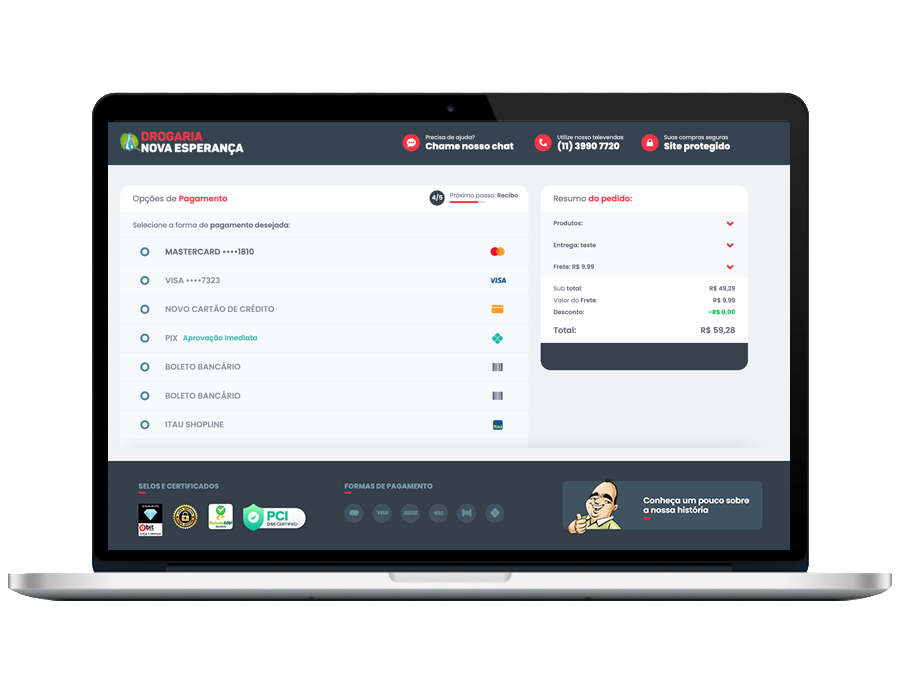 DROGARIA
NOVA ESPERANÇA
Precisa de ajuda?
Chame nosso chat
Utilize nosso televendas
(11) 3990 7720
Suas compras seguras
Site protegido
Opções de Pagamento
4/5
Próximo passo: Recibo
Selecione a forma de pagamento desejada:
MASTERCARD ••••1810
VISA ••••7323
VISA
NOVO CARTÃO DE CRÉDITO
PIX Aprovação Imediata
BOLETO BANCÁRIO
BOLETO BANCÁRIO
ITAU SHOPLINE
Resumo do pedido:
Produtos:
Entrega: teste
Frete: R$ 9,99
Sub total: R$ 49,29
Valor do Frete: R$ 9,99
Desconto: -R$ 0,00
Total: R$ 59,28
SELOS E CERTIFICADOS
PCI
DSS CERTIFIED
FORMAS DE PAGAMENTO
VISA
Conheça um pouco sobre
a nossa história